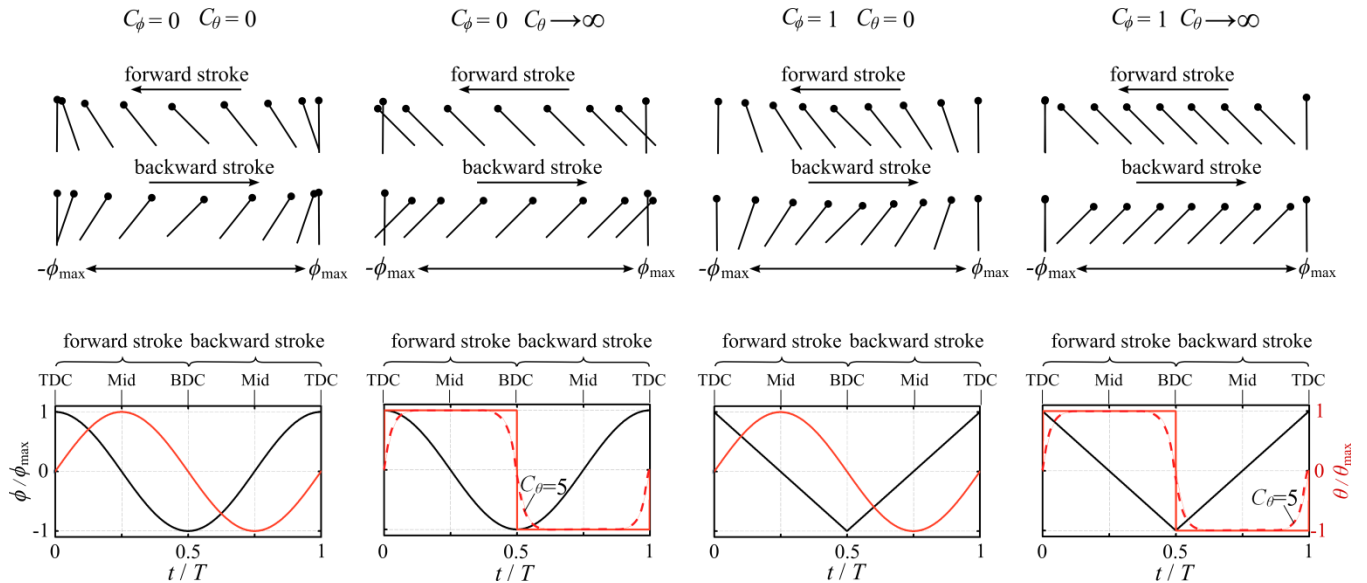 Cϕ = 0 Cθ = 0
Cϕ = 0 Cθ → ∞
Cϕ = 1 Cθ = 0
Cϕ = 1 Cθ → ∞
forward stroke
forward stroke
forward stroke
forward stroke
backward stroke
backward stroke
backward stroke
backward stroke
-ϕmax ϕmax
-ϕmax ϕmax
-ϕmax ϕmax
-ϕmax ϕmax
forward stroke backward stroke
forward stroke backward stroke
forward stroke backward stroke
forward stroke backward stroke
TDC Mid BDC Mid TDC
TDC Mid BDC Mid TDC
TDC Mid BDC Mid TDC
TDC Mid BDC Mid TDC
ϕ / ϕmax
1
0
-1
Cθ=5
Cθ=5
1
0
-1
θ / θmax
0 0.5 1
0 0.5 1
0 0.5 1
0 0.5 1
t / T
t / T
t / T
t / T